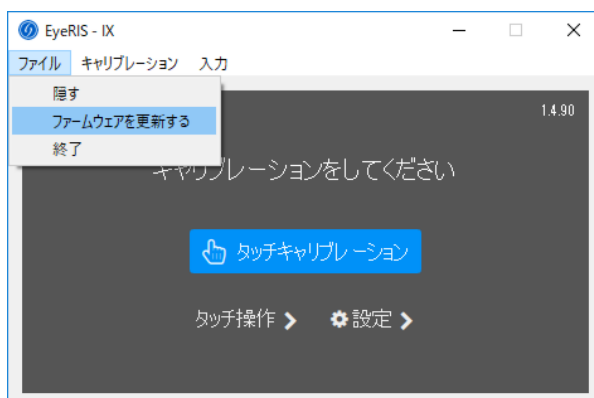 EyeRIS - IX
ファイル キャリブレーション 入力
隠す
ファームウェアを更新する
終了
1.4.90
キャリブレーションをしてください
タッチキャリブレーション
タッチ操作 設定